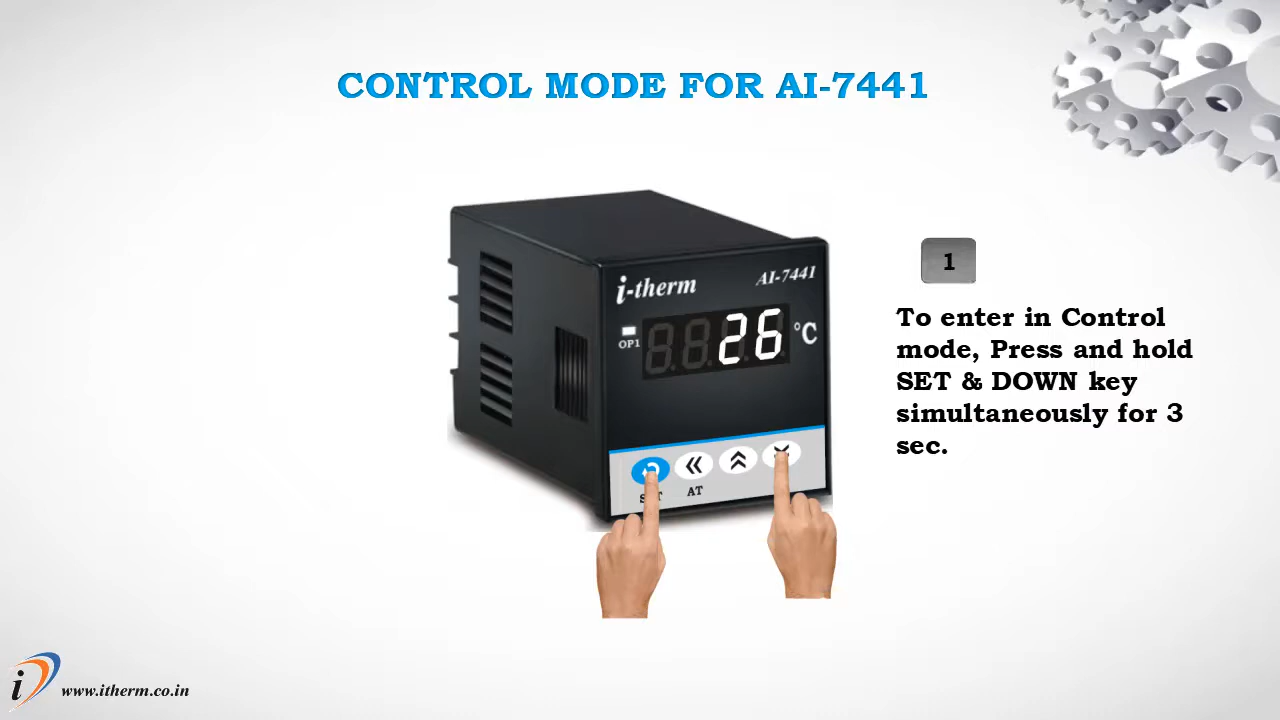 CONTROL MODE FOR AI-7441
i-therm
AI-7441
OP1
26 °C
AT
1
To enter in Control
mode, Press and hold
SET & DOWN key
simultaneously for 3
sec.
i
www.itherm.co.in